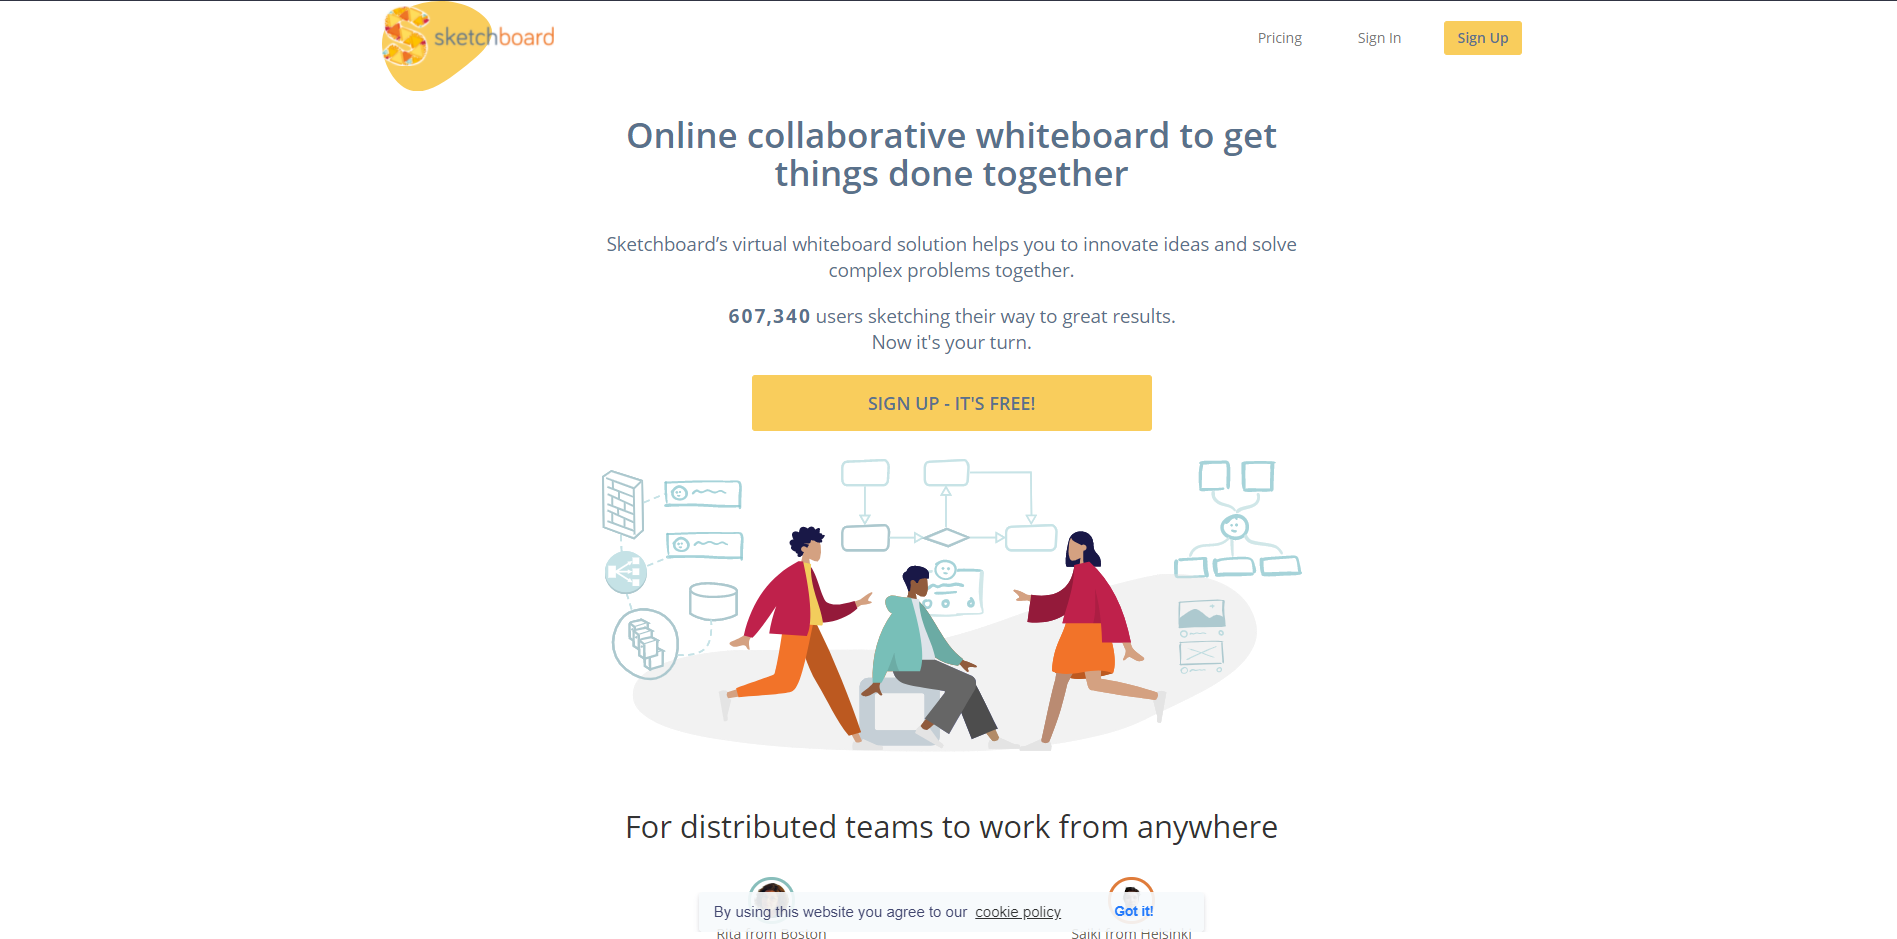 sketchboard
Pricing
Sign In
Sign Up
Online collaborative whiteboard to get
things done together
Sketchboard’s virtual whiteboard solution helps you to innovate ideas and solve
complex problems together.
607,340 users sketching their way to great results.
Now it's your turn.
SIGN UP - IT'S FREE!
For distributed teams to work from anywhere
By using this website you agree to our cookie policy
Got it!
Rita from Boston
Saiki from Helsinki